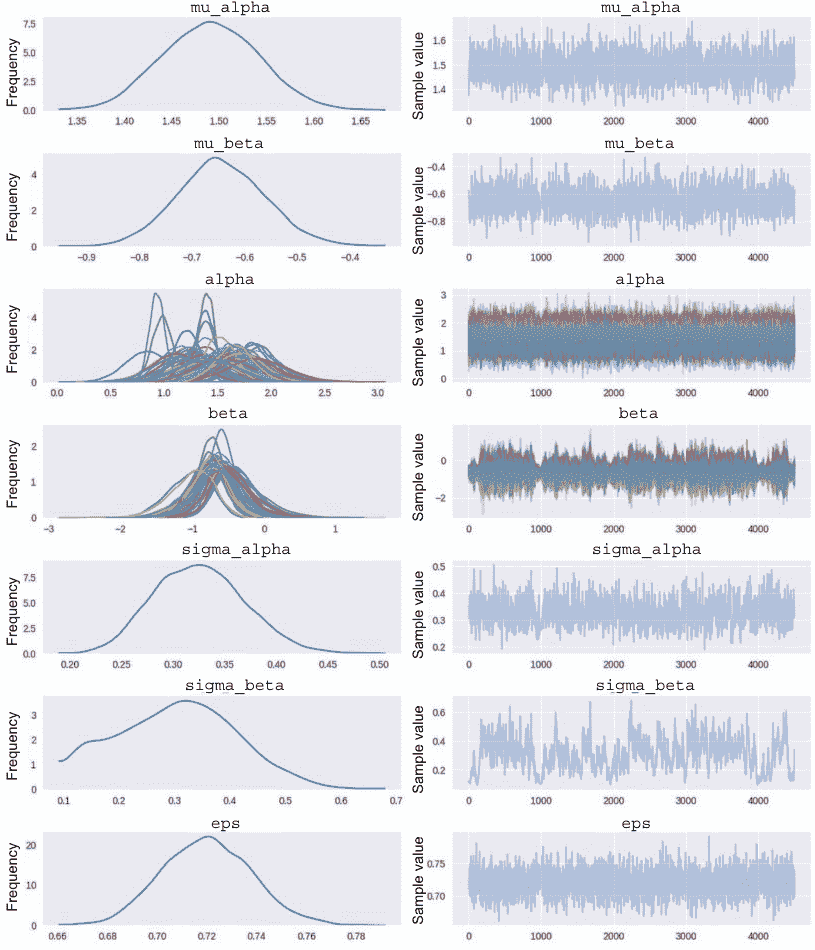 mu_alpha mu_alpha
Frequency Sample value
7.5
5.0
2.5
0.0
1.35 1.40 1.45 1.50 1.55 1.60 1.65
1.6
1.5
1.4
0 1000 2000 3000 4000
mu_beta mu_beta
Frequency Sample value
4
2
0
−0.9 −0.8 −0.7 −0.6 −0.5 −0.4
−0.4
−0.6
−0.8
0 1000 2000 3000 4000
alpha alpha
Frequency Sample value
4
2
0
0.0 0.5 1.0 1.5 2.0 2.5 3.0
3
2
1
0
0 1000 2000 3000 4000
beta beta
Frequency Sample value
2
1
0
−3 −2 −1 0 1
0
−2
0 1000 2000 3000 4000
sigma_alpha sigma_alpha
Frequency Sample value
7.5
5.0
2.5
0.0
0.20 0.25 0.30 0.35 0.40 0.45 0.50
0.5
0.4
0.3
0.2
0 1000 2000 3000 4000
sigma_beta sigma_beta
Frequency Sample value
3
2
1
0
0.1 0.2 0.3 0.4 0.5 0.6 0.7
0.6
0.4
0.2
0 1000 2000 3000 4000
eps eps
Frequency Sample value
20
10
0
0.66 0.68 0.70 0.72 0.74 0.76 0.78
0.75
0.70
0 1000 2000 3000 4000